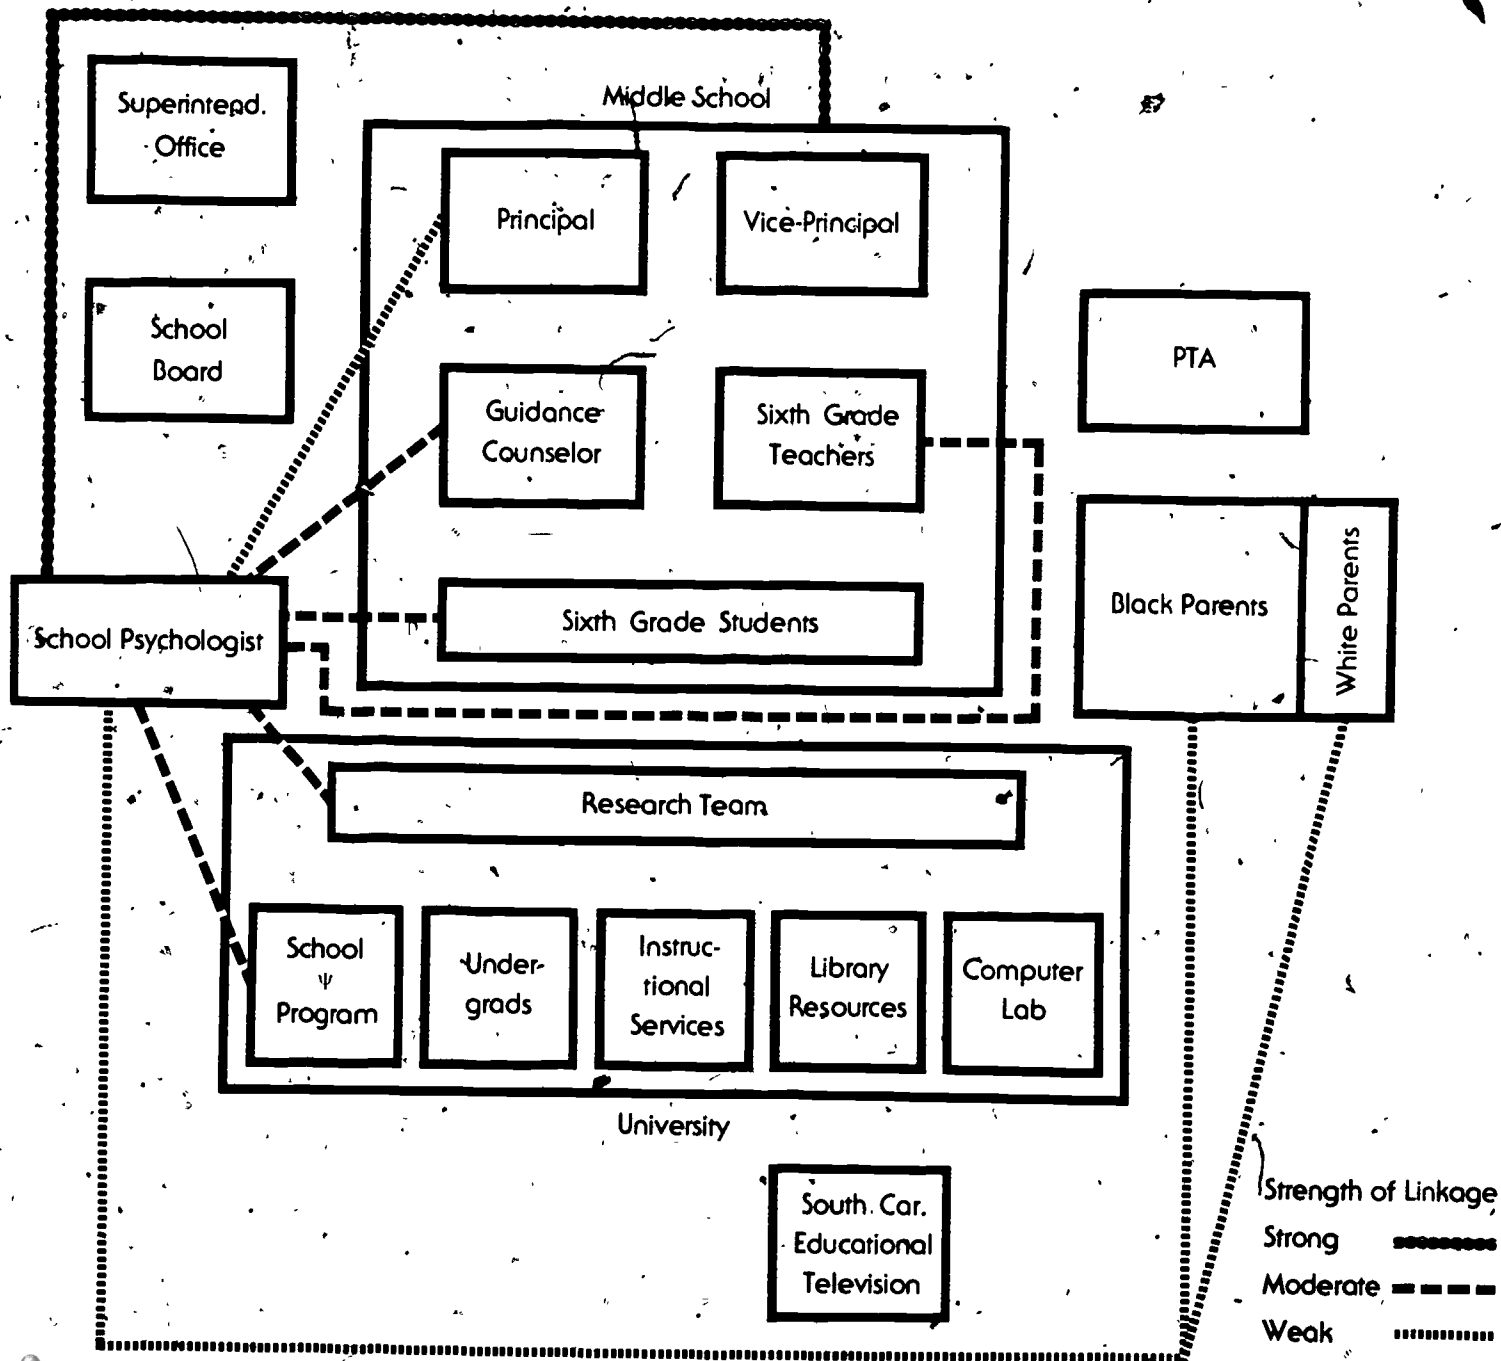 Superintend.
Office
School
Board
Middle School
Principal
Vice-Principal
Guidance
Counselor
Sixth Grade
Teachers
Sixth Grade Students
PTA
Black Parents
White Parents
School Psychologist
Research Team
School
ψ
Program
Under-
grads
Instruc-
tional
Services
Library
Resources
Computer
Lab
University
South. Car.
Educational
Television
Strength of Linkage
Strong
Moderate
Weak